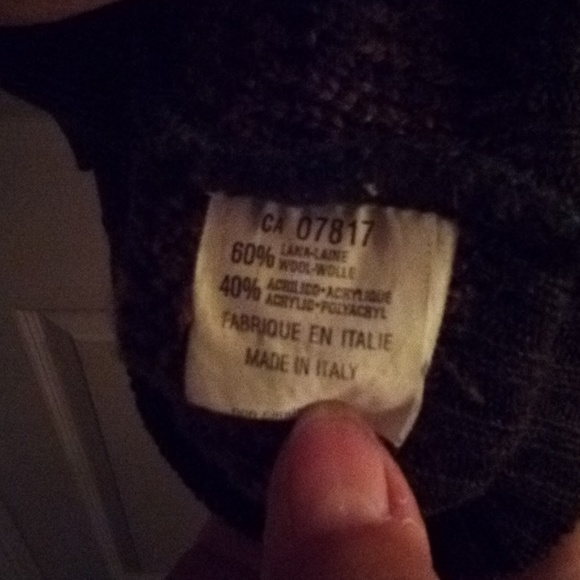 CA 07817
60% LANA-LAINE
WOOL-WOLLE
40% ACRILICO-ACRYLIQUE
ACRYLIC-POLYACRYL
FABRIQUE EN ITALIE
MADE IN ITALY